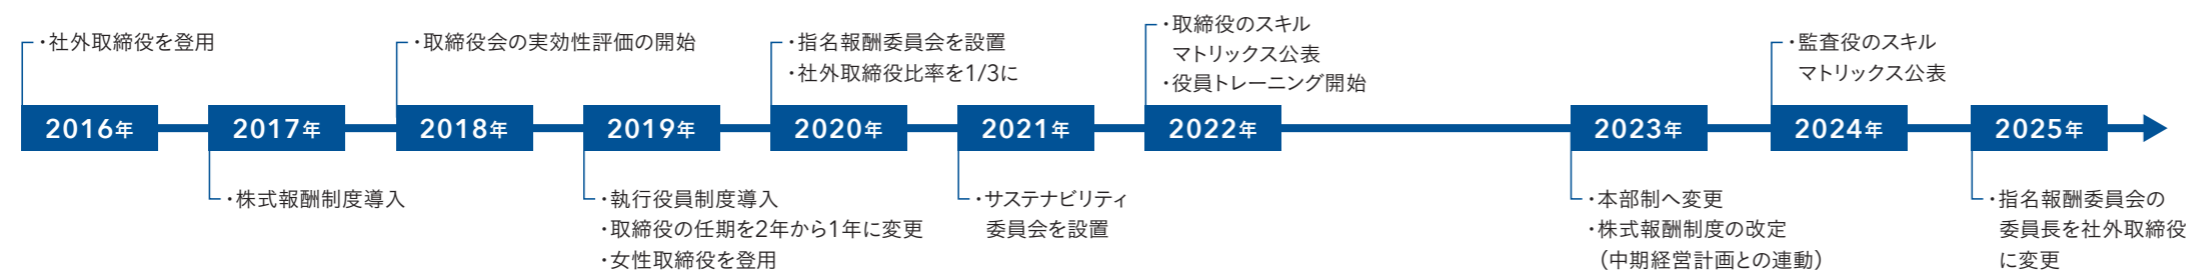 ・社外取締役を登用
2016年
2017年
・株式報酬制度導入
・取締役会の実効性評価の開始
2018年
2019年
・執行役員制度導入
・取締役の任期を2年から1年に変更
・女性取締役を登用
・指名報酬委員会を設置
・社外取締役比率を1/3に
2020年
2021年
・サステナビリティ
委員会を設置
・取締役のスキル
マトリックス公表
・役員トレーニング開始
2022年
2023年
・本部制へ変更
・株式報酬制度の改定
（中期経営計画との連動）
・監査役のスキル
マトリックス公表
2024年
2025年
・指名報酬委員会の
委員長を社外取締役
に変更